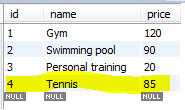 id name price
1 Gym 120
2 Swimming pool 90
3 Personal training 20
4 Tennis 85
NULL NULL NULL